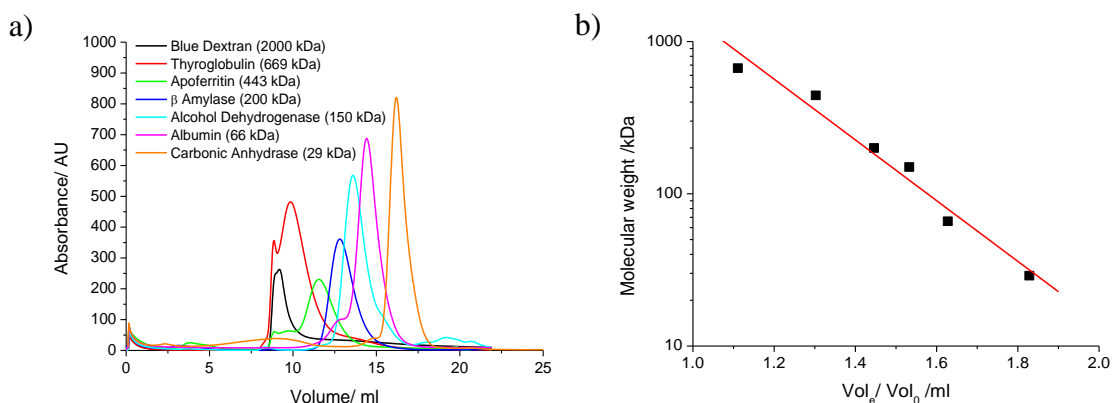 a)
Absorbance/ AU
1000
900
800
700
600
500
400
300
200
100
0
Blue Dextran (2000 kDa)
Thyroglobulin (669 kDa)
Apoferritin (443 kDa)
β Amylase (200 kDa)
Alcohol Dehydrogenase (150 kDa)
Albumin (66 kDa)
Carbonic Anhydrase (29 kDa)
0 5 10 15 20 25
Volume/ ml
b)
Molecular weight /kDa
1000
100
10
1.0 1.2 1.4 1.6 1.8 2.0
Volₑ/ Vol₀ /ml